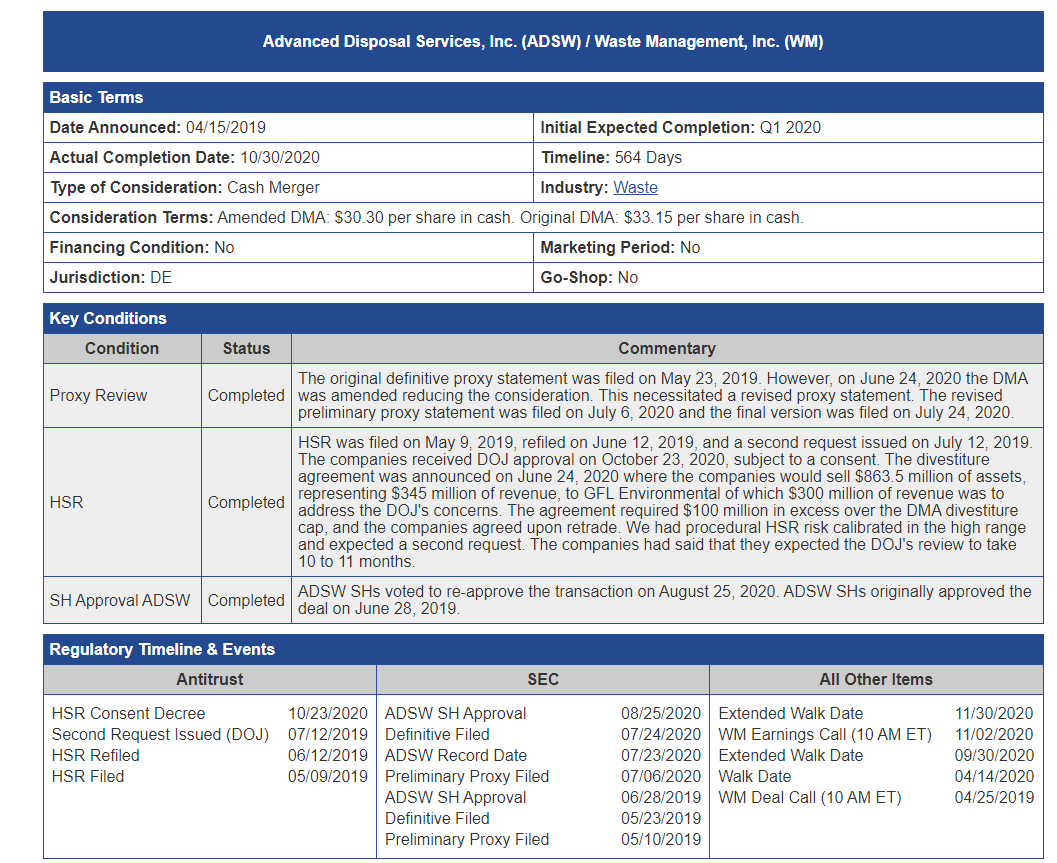 Advanced Disposal Services, Inc. (ADSW) / Waste Management, Inc. (WM)
Basic Terms
Date Announced: 04/15/2019
Initial Expected Completion: Q1 2020
Actual Completion Date: 10/30/2020
Timeline: 564 Days
Type of Consideration: Cash Merger
Industry: Waste
Consideration Terms: Amended DMA: $30.30 per share in cash. Original DMA: $33.15 per share in cash.
Financing Condition: No
Marketing Period: No
Jurisdiction: DE
Go-Shop: No
Key Conditions
Condition
Status
Commentary
Proxy Review
Completed
The original definitive proxy statement was filed on May 23, 2019. However, on June 24, 2020 the DMA
was amended reducing the consideration. This necessitated a revised proxy statement. The revised
preliminary proxy statement was filed on July 6, 2020 and the final version was filed on July 24, 2020.
HSR
Completed
HSR was filed on May 9, 2019, refiled on June 12, 2019, and a second request issued on July 12, 2019.
The companies received DOJ approval on October 23, 2020, subject to a consent. The divestiture
agreement was announced on June 24, 2020 where the companies would sell $863.5 million of assets,
representing $345 million of revenue, to GFL Environmental of which $300 million of revenue was to
address the DOJ's concerns. The agreement required $100 million in excess over the DMA divestiture
cap, and the companies agreed upon retrade. We had procedural HSR risk calibrated in the high range
and expected a second request. The companies had said that they expected the DOJ's review to take
10 to 11 months.
SH Approval ADSW
Completed
ADSW SHs voted to re-approve the transaction on August 25, 2020. ADSW SHs originally approved the
deal on June 28, 2019.
Regulatory Timeline & Events
Antitrust
SEC
All Other Items
HSR Consent Decree 10/23/2020
Second Request Issued (DOJ) 07/12/2019
HSR Refiled 06/12/2019
HSR Filed 05/09/2019
ADSW SH Approval 08/25/2020
Definitive Filed 07/24/2020
ADSW Record Date 07/23/2020
Preliminary Proxy Filed 07/06/2020
ADSW SH Approval 06/28/2019
Definitive Filed 05/23/2019
Preliminary Proxy Filed 05/10/2019
Extended Walk Date 11/30/2020
WM Earnings Call (10 AM ET) 11/02/2020
Extended Walk Date 09/30/2020
Walk Date 04/14/2020
WM Deal Call (10 AM ET) 04/25/2019